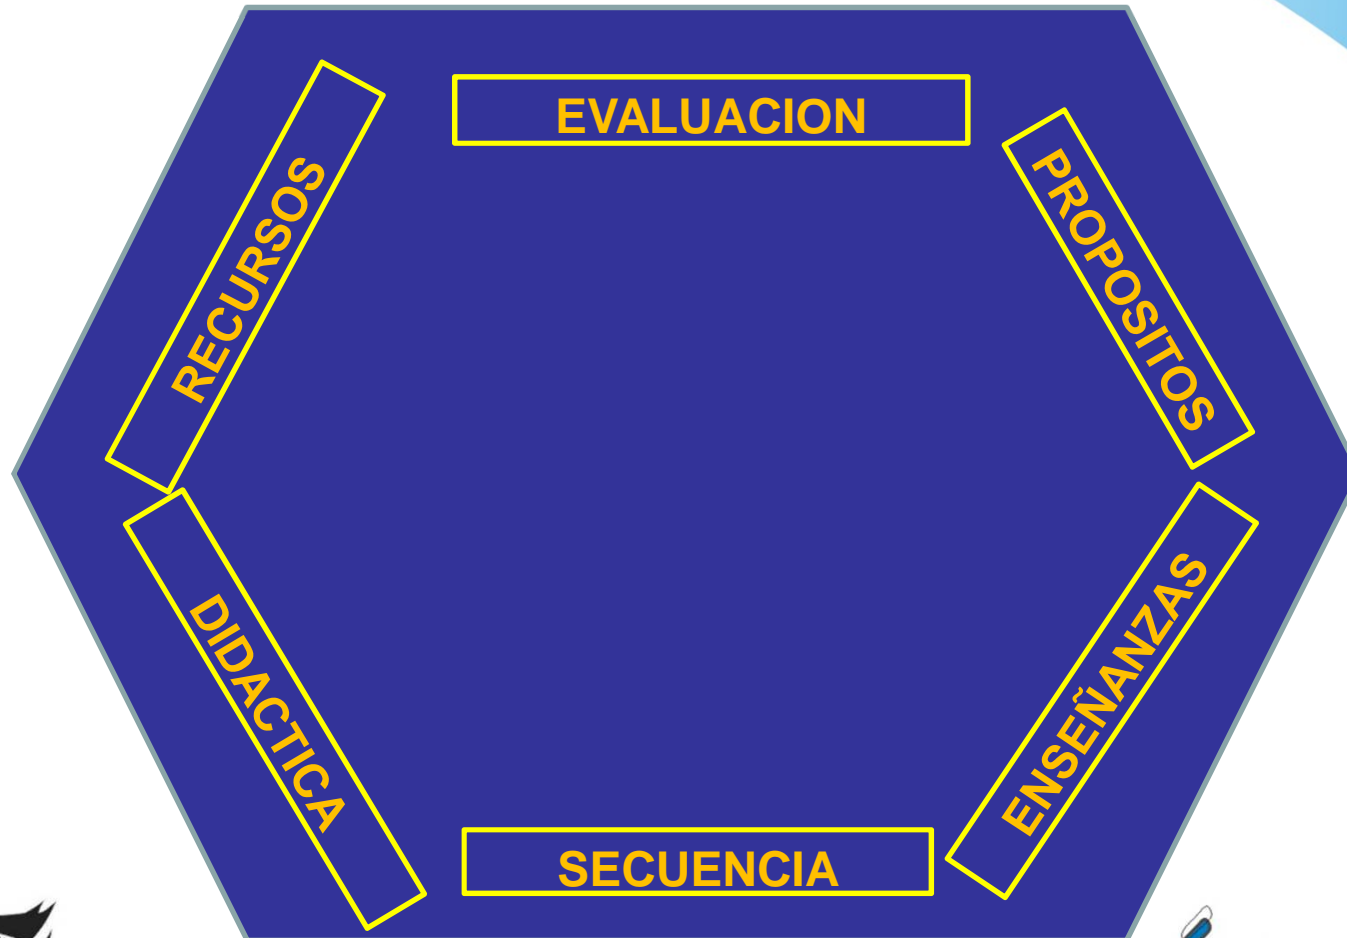 EVALUACION
RECURSOS
PROPOSITOS
DIDACTICA
ENSEÑANZAS
SECUENCIA